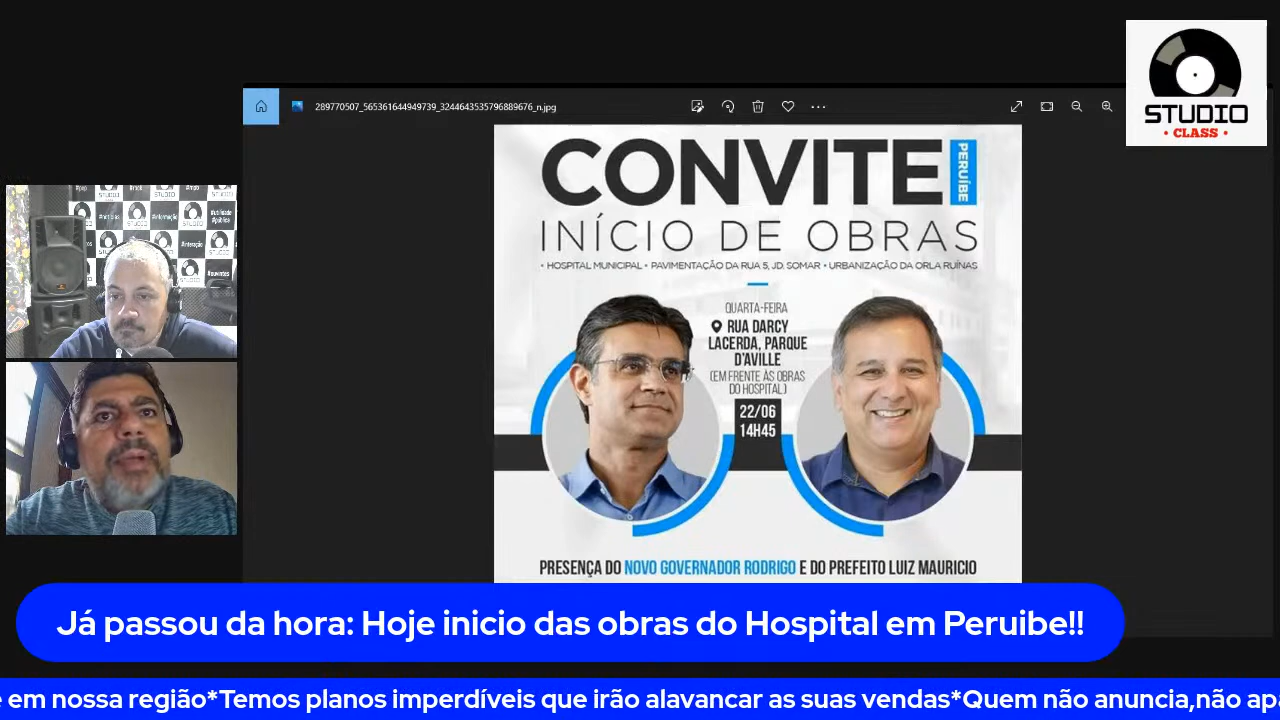 STUDIO
• CLASS •
289770507_565361644949739_3244643535796889676_n.jpg
CONVITE
PERUÍBE
INÍCIO DE OBRAS
• HOSPITAL MUNICIPAL • PAVIMENTAÇÃO DA RUA 5, JD. SOMAR • URBANIZAÇÃO DA ORLA RUÍNAS
QUARTA-FEIRA
RUA DARCY
LACERDA, PARQUE
D'AVILLE
(EM FRENTE ÀS OBRAS
DO HOSPITAL)
22/06
14H45
PRESENÇA DO NOVO GOVERNADOR RODRIGO E DO PREFEITO LUIZ MAURICIO
#informação
#interação
#ouvintes
Já passou da hora: Hoje inicio das obras do Hospital em Peruibe!!
e em nossa região*Temos planos imperdíveis que irão alavancar as suas vendas*Quem não anuncia,não apa